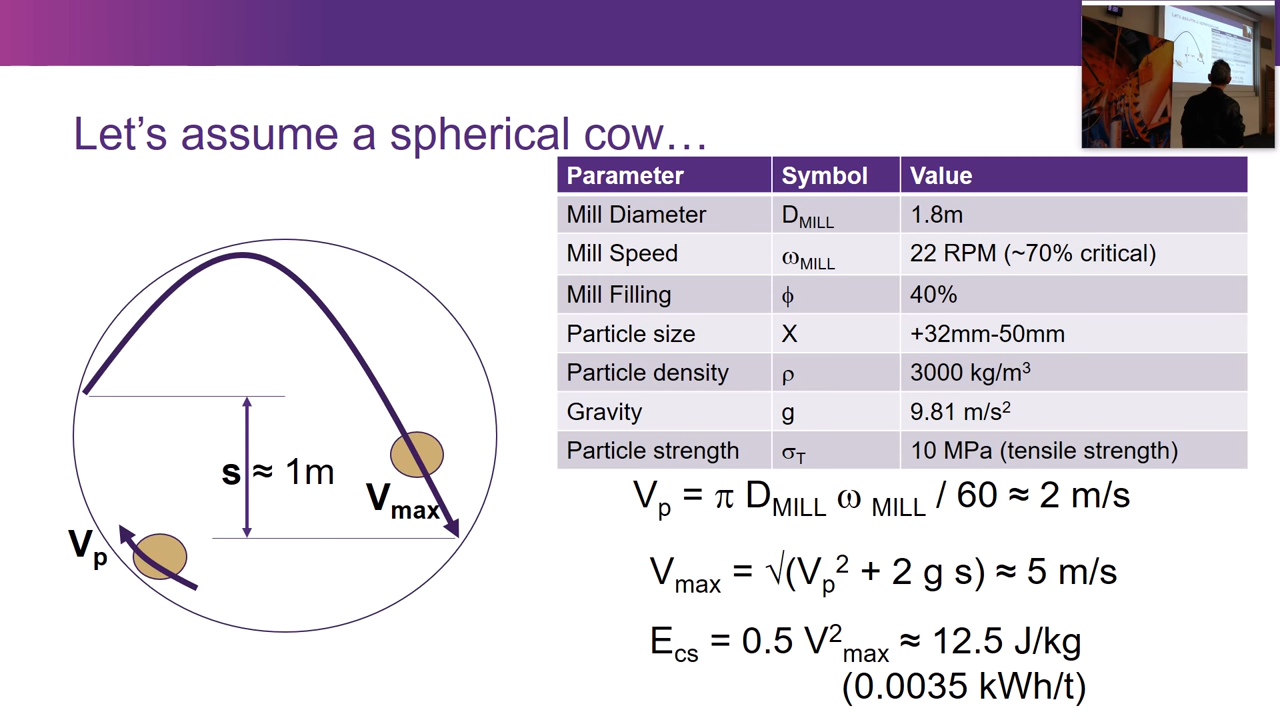 Let's assume a spherical cow…
Parameter Symbol Value
Mill Diameter D_MILL 1.8m
Mill Speed ω_MILL 22 RPM (~70% critical)
Mill Filling ϕ 40%
Particle size X +32mm-50mm
Particle density ρ 3000 kg/m³
Gravity g 9.81 m/s²
Particle strength σ_T 10 MPa (tensile strength)
s ≈ 1m
V_max
V_p
V_p = π D_MILL ω_MILL / 60 ≈ 2 m/s
V_max = √(V_p² + 2 g s) ≈ 5 m/s
E_cs = 0.5 V²_max ≈ 12.5 J/kg
(0.0035 kWh/t)